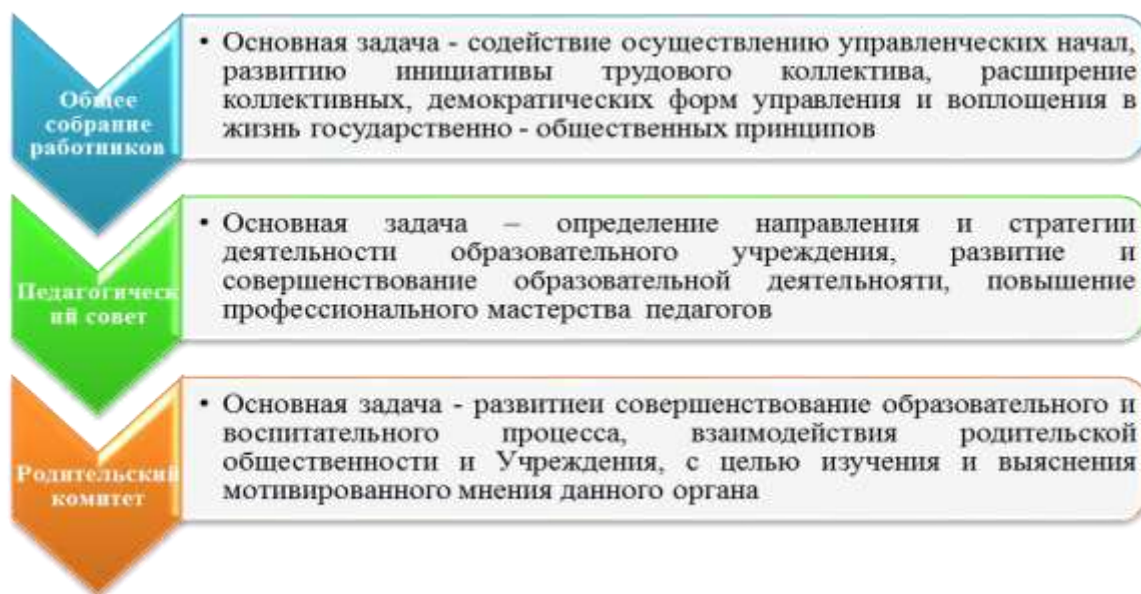 Общее
собрание
работников
• Основная задача - содействие осуществлению управленческих начал,
развитию инициативы трудового коллектива, расширение
коллективных, демократических форм управления и воплощения в
жизнь государственно - общественных принципов
Педагогическ
ий совет
• Основная задача – определение направления и стратегии
деятельности образовательного учреждения, развитие и
совершенствование образовательной деятельнояти, повышение
профессионального мастерства педагогов
Родительский
комитет
• Основная задача - развитиеи совершенствование образовательного и
воспитательного процесса, взаимодействия родительской
общественности и Учреждения, с целью изучения и выяснения
мотивированного мнения данного органа